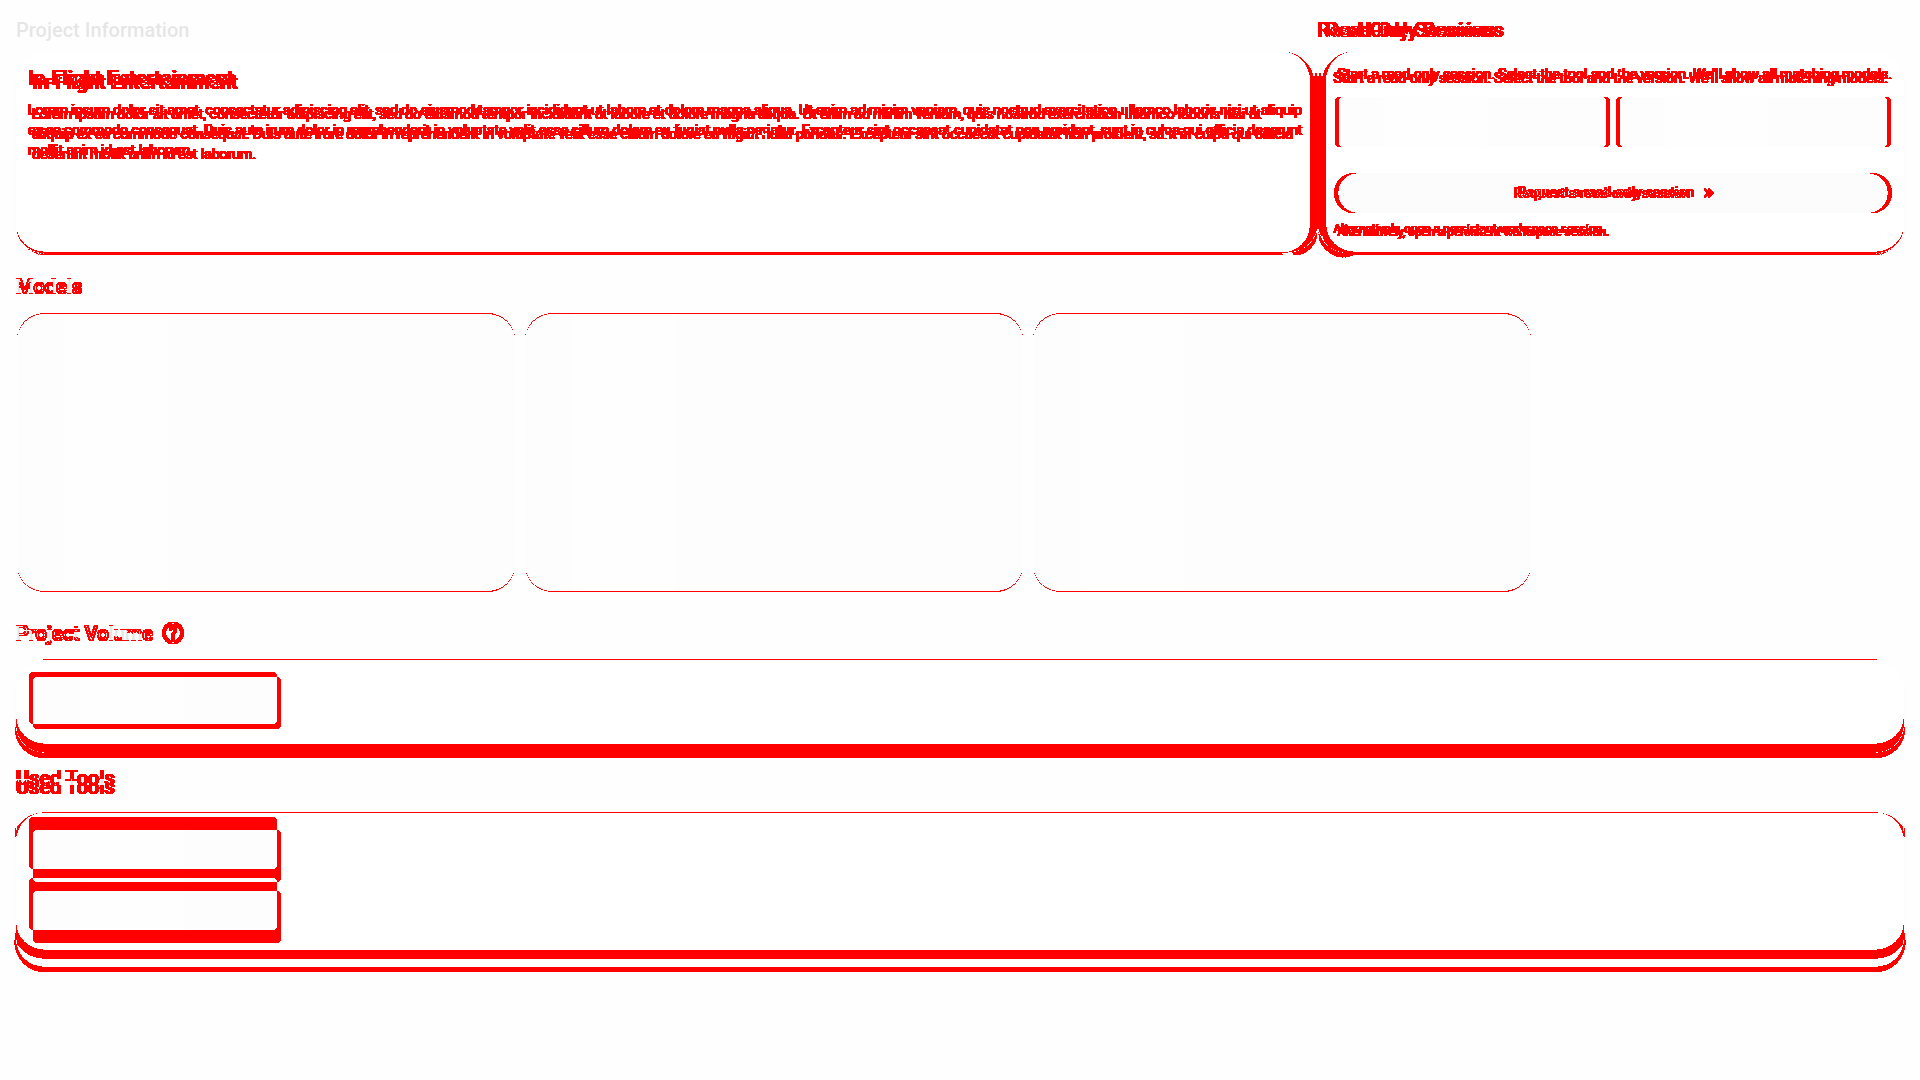 Project Information
Read-Only Sessions
In-Flight Entertainment
Start a read-only session. Select the tool and the version. We'll show all matching models.
Lorem ipsum dolor sit amet, consectetur adipiscing elit, sed do eiusmod tempor incididunt ut labore et dolore magna aliqua. Ut enim ad minim veniam, quis nostrud exercitation ullamco laboris nisi ut aliquip
ex ea commodo consequat. Duis aute irure dolor in reprehenderit in voluptate velit esse cillum dolore eu fugiat nulla pariatur. Excepteur sint occaecat cupidatat non proident, sunt in culpa qui officia deserunt
mollit anim id est laborum.
Request a read-only session
Alternatively, open a persistent workspace session.
Models
Project Volume
Used Tools